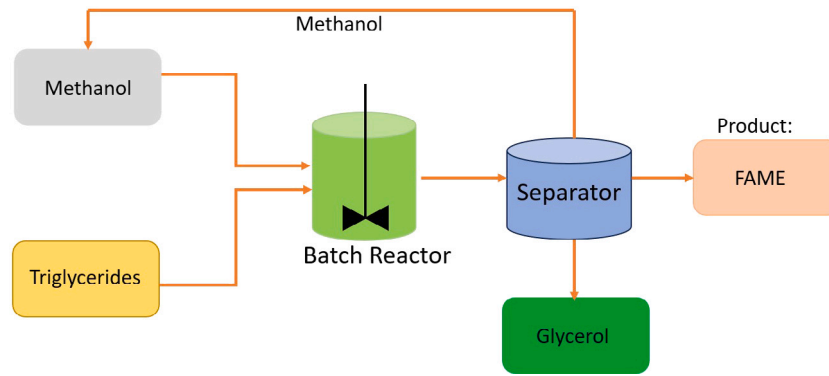 Methanol
Methanol
Product:
FAME
Separator
Batch Reactor
Triglycerides
Glycerol